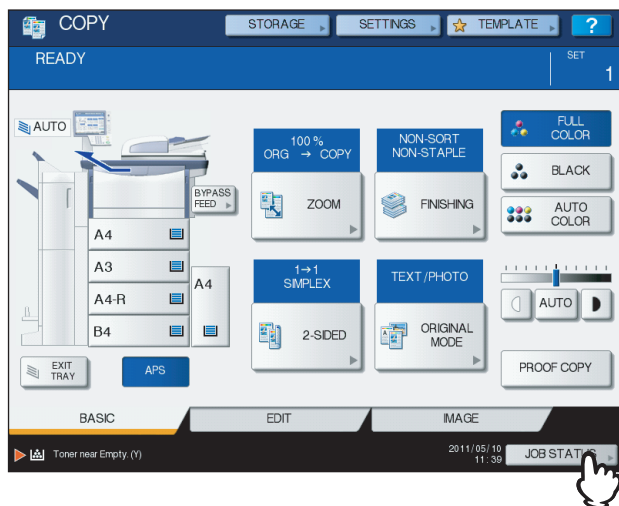 COPY
STORAGE
SETTINGS
TEMPLATE
?
READY
SET
1
AUTO
BYPASS
FEED
A4
A3
A4-R
B4
A4
EXIT
TRAY
APS
100 %
ORG → COPY
ZOOM
NON-SORT
NON-STAPLE
FINISHING
1→1
SIMPLEX
2-SIDED
TEXT/PHOTO
ORIGINAL
MODE
FULL
COLOR
BLACK
AUTO
COLOR
AUTO
PROOF COPY
BASIC
EDIT
IMAGE
Toner near Empty. (Y)
2011/05/10
11:39
JOB STATUS